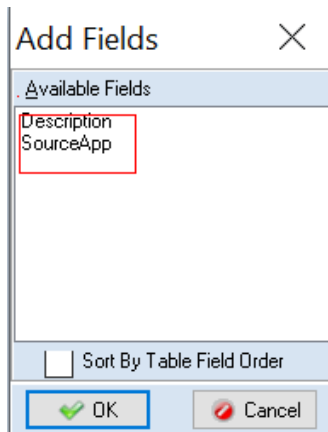 Add Fields
. Available Fields
Description
SourceApp
Sort By Table Field Order
OK
Cancel